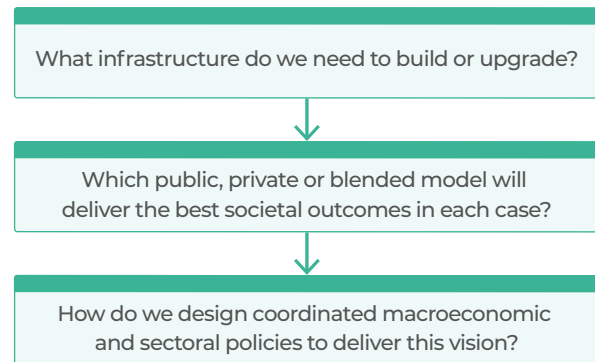 What infrastructure do we need to build or upgrade?
Which public, private or blended model will
deliver the best societal outcomes in each case?
How do we design coordinated macroeconomic
and sectoral policies to deliver this vision?